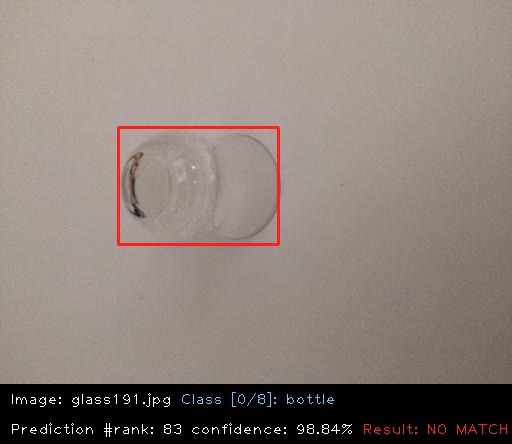 Image: glass191.jpg Class [0/8]: bottle
Prediction #rank: 83 confidence: 98.84% Result: NO MATCH